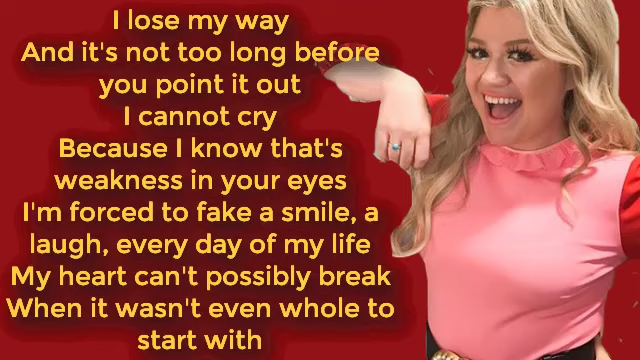 I lose my way
And it's not too long before
you point it out
I cannot cry
Because I know that's
weakness in your eyes
I'm forced to fake a smile, a
laugh, every day of my life
My heart can't possibly break
When it wasn't even whole to
start with